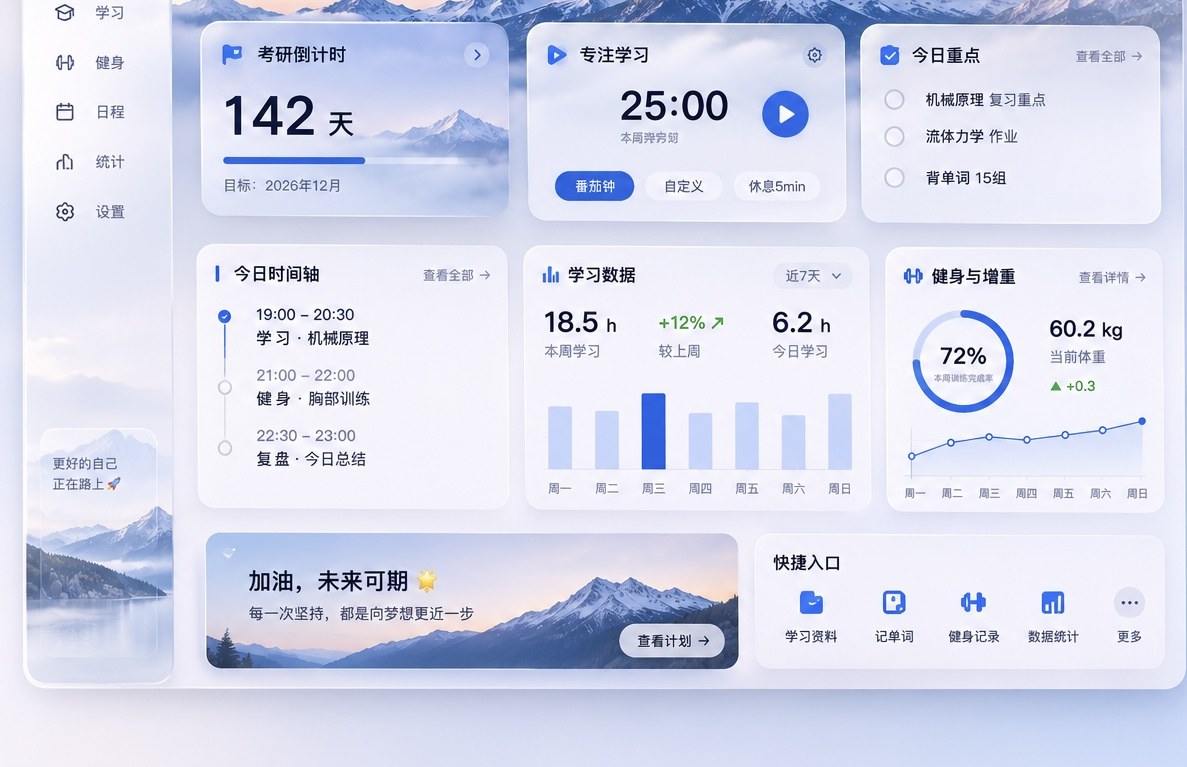 学习
健身
日程
统计
设置
更好的自己
正在路上🚀
考研倒计时
142 天
目标: 2026年12月
专注学习
25:00
本周
番茄钟
自定义
休息5min
今日重点
查看全部 →
机械原理 复习重点
流体力学 作业
背单词 15组
今日时间轴
查看全部 →
19:00 – 20:30
学习 · 机械原理
21:00 – 22:00
健身 · 胸部训练
22:30 – 23:00
复盘 · 今日总结
学习数据
近7天
18.5 h
本周学习
+12% ↗
较上周
6.2 h
今日学习
周一 周二 周三 周四 周五 周六 周日
健身与增重
查看详情 →
72%
本周训练完成率
60.2 kg
当前体重
▲ +0.3
周一 周二 周三 周四 周五 周六 周日
加油，未来可期 🌟
每一次坚持，都是向梦想更近一步
查看计划 →
快捷入口
学习资料
记单词
健身记录
数据统计
更多